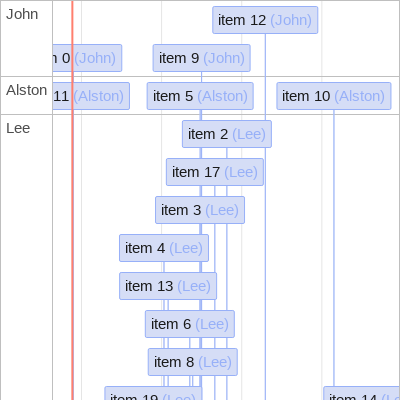 John
item 12 (John)
0 (John)
item 9 (John)
Alston
11 (Alston)
item 5 (Alston)
item 10 (Alston)
Lee
item 2 (Lee)
item 17 (Lee)
item 3 (Lee)
item 4 (Lee)
item 13 (Lee)
item 6 (Lee)
item 8 (Lee)
item 19 (Lee)
item 14